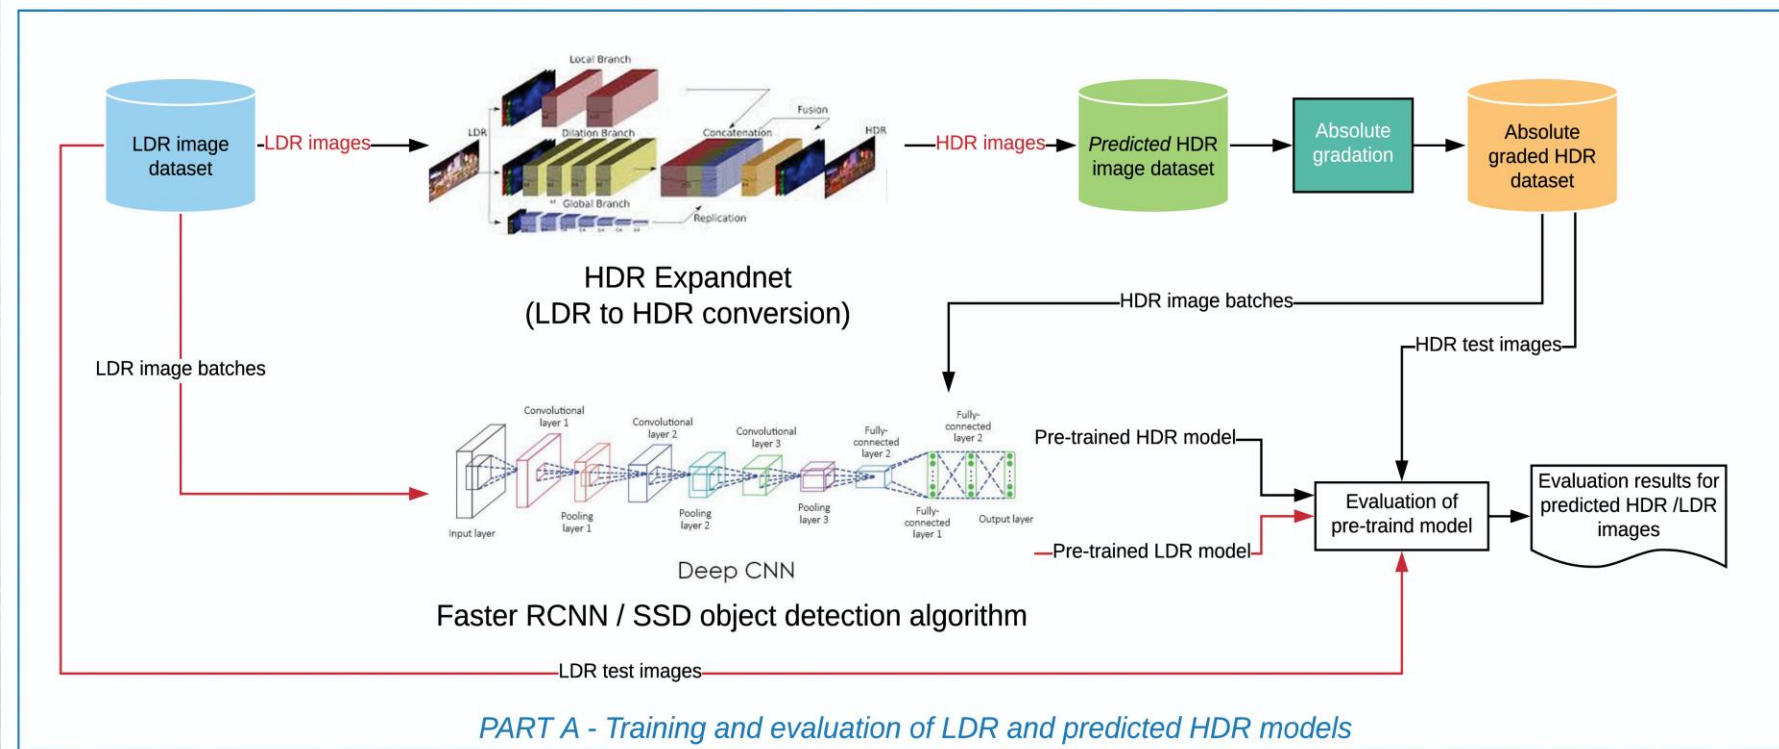 LDR image
dataset
LDR images
Local Branch
LDR
Dilation Branch
Global Branch
Concatenation
Fusion
HDR
Replication
HDR Expandnet
(LDR to HDR conversion)
HDR images
Predicted HDR
image dataset
Absolute
gradation
Absolute
graded HDR
dataset
HDR image batches
HDR test images
LDR image batches
Convolutional
layer 1
Convolutional
layer 2
Convolutional
layer 3
Fully-
connected
layer 2
Fully-
connected
layer 2
Input layer
Pooling
layer 1
Pooling
layer 2
Pooling
layer 3
Fully-
connected
layer 1
Output layer
Deep CNN
Faster RCNN / SSD object detection algorithm
Pre-trained HDR model
Pre-trained LDR model
Evaluation of
pre-traind model
Evaluation results for
predicted HDR /LDR
images
LDR test images
PART A - Training and evaluation of LDR and predicted HDR models